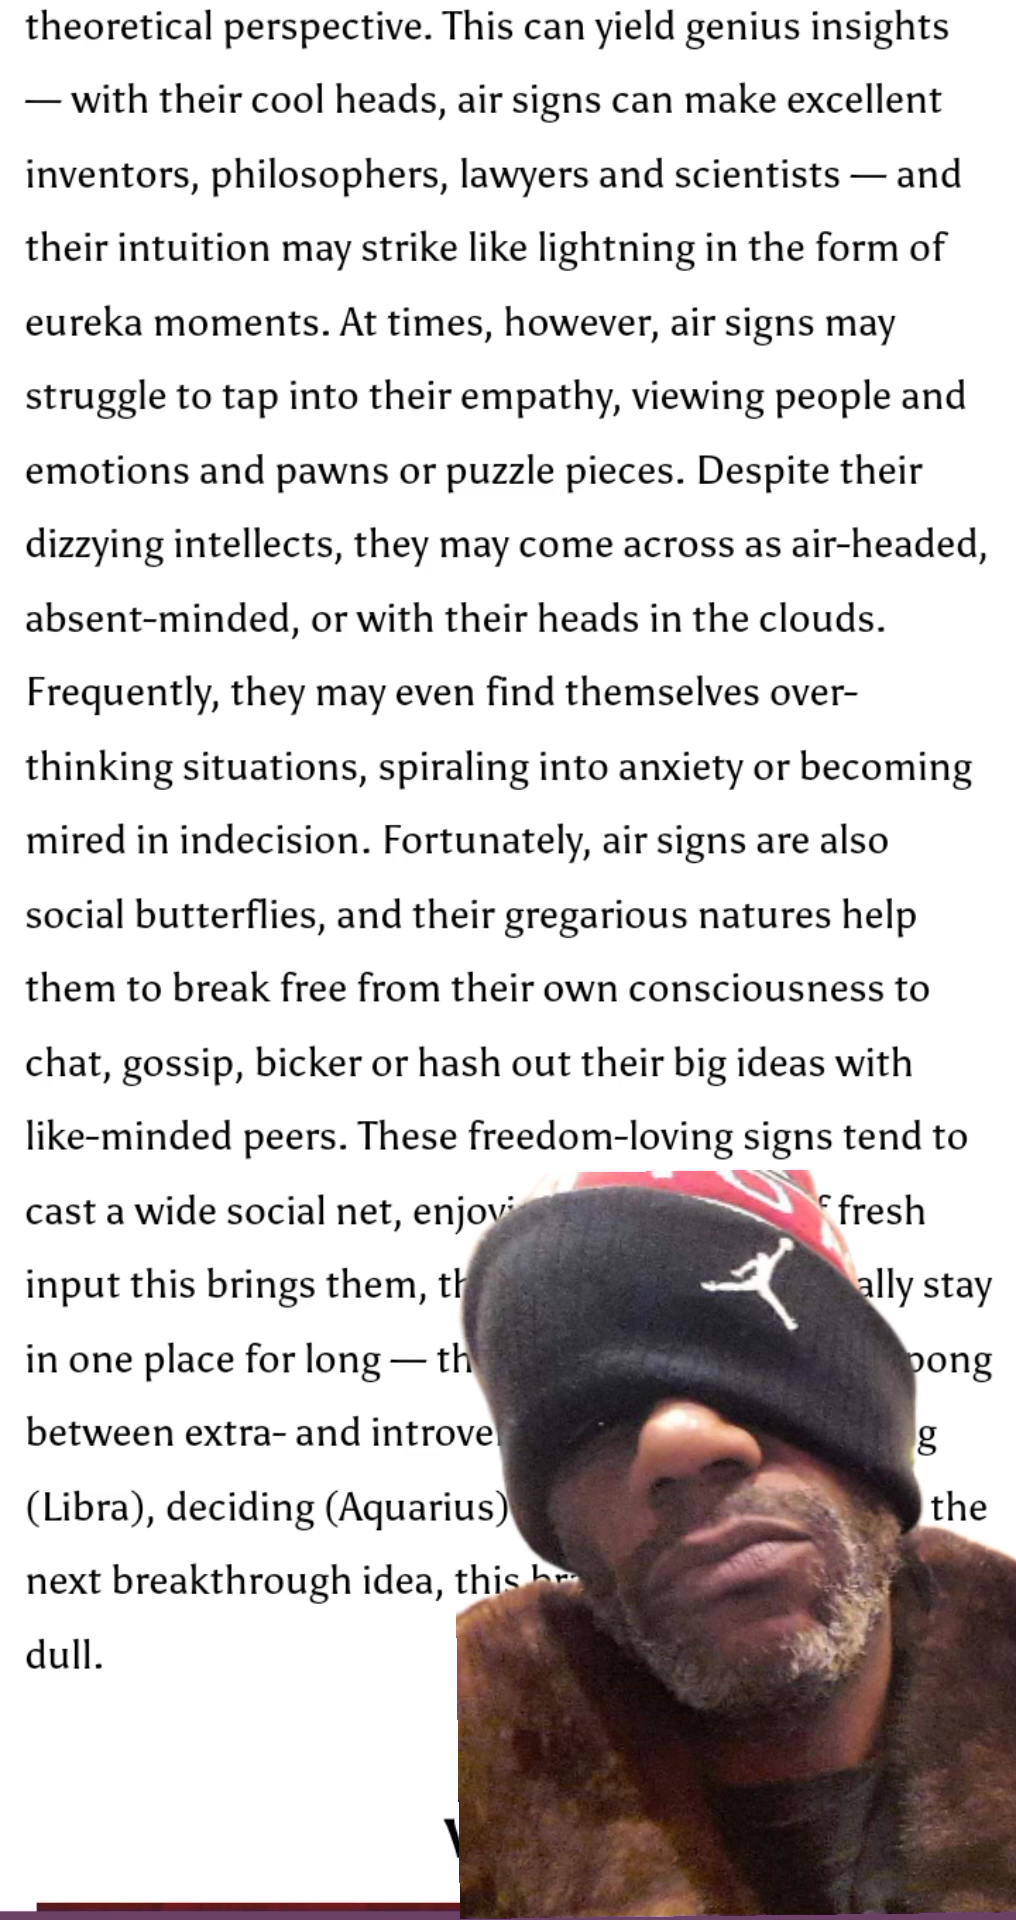 theoretical perspective. This can yield genius insights
— with their cool heads, air signs can make excellent
inventors, philosophers, lawyers and scientists — and
their intuition may strike like lightning in the form of
eureka moments. At times, however, air signs may
struggle to tap into their empathy, viewing people and
emotions and pawns or puzzle pieces. Despite their
dizzying intellects, they may come across as air-headed,
absent-minded, or with their heads in the clouds.
Frequently, they may even find themselves over-
thinking situations, spiraling into anxiety or becoming
mired in indecision. Fortunately, air signs are also
social butterflies, and their gregarious natures help
them to break free from their own consciousness to
chat, gossip, bicker or hash out their big ideas with
like-minded peers. These freedom-loving signs tend to
cast a wide social net, fresh
input this brings them, stay
in one place for long —
between extra- and
(Libra), deciding (Aquarius) the
next breakthrough idea, this
dull.